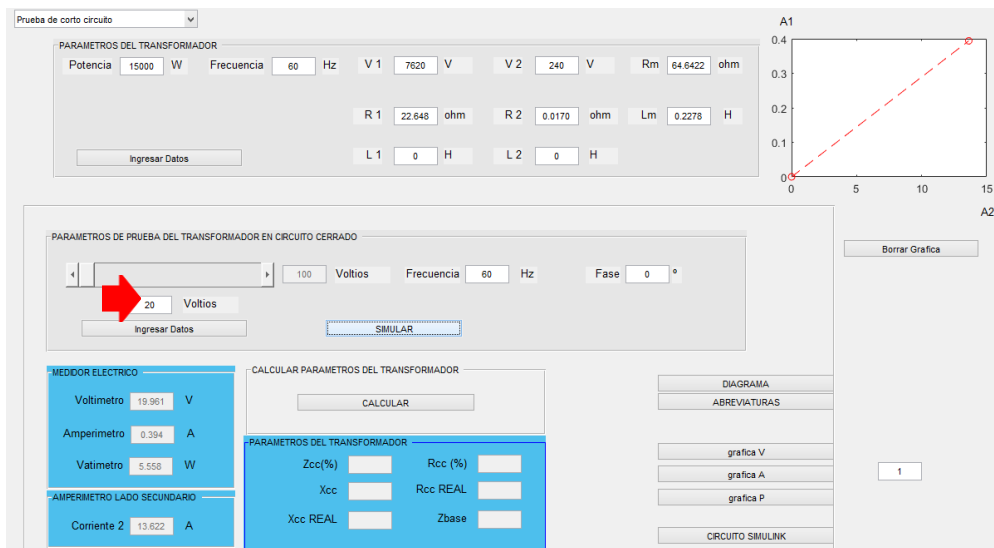 Prueba de corto circuito
PARAMETROS DEL TRANSFORMADOR
Potencia 15000 W Frecuencia 60 Hz V 1 7620 V V 2 240 V Rm 64.6422 ohm
R 1 22.648 ohm R 2 0.0170 ohm Lm 0.2278 H
Ingresar Datos L 1 0 H L 2 0 H
A1
0.4
0.3
0.2
0.1
0
0 5 10 15
A2
Borrar Grafica
PARAMETROS DE PRUEBA DEL TRANSFORMADOR EN CIRCUITO CERRADO
100 Voltios Frecuencia 60 Hz Fase 0 º
20 Voltios
Ingresar Datos SIMULAR
MEDIDOR ELECTRICO
Voltimetro 19.961 V
Amperimetro 0.394 A
Vatimetro 5.558 W
AMPERIMETRO LADO SECUNDARIO
Corriente 2 13.622 A
CALCULAR PARAMETROS DEL TRANSFORMADOR
CALCULAR
PARAMETROS DEL TRANSFORMADOR
Zcc(%) Rcc (%)
Xcc Rcc REAL
Xcc REAL Zbase
DIAGRAMA
ABREVIATURAS
grafica V
grafica A
grafica P
CIRCUITO SIMULINK
1